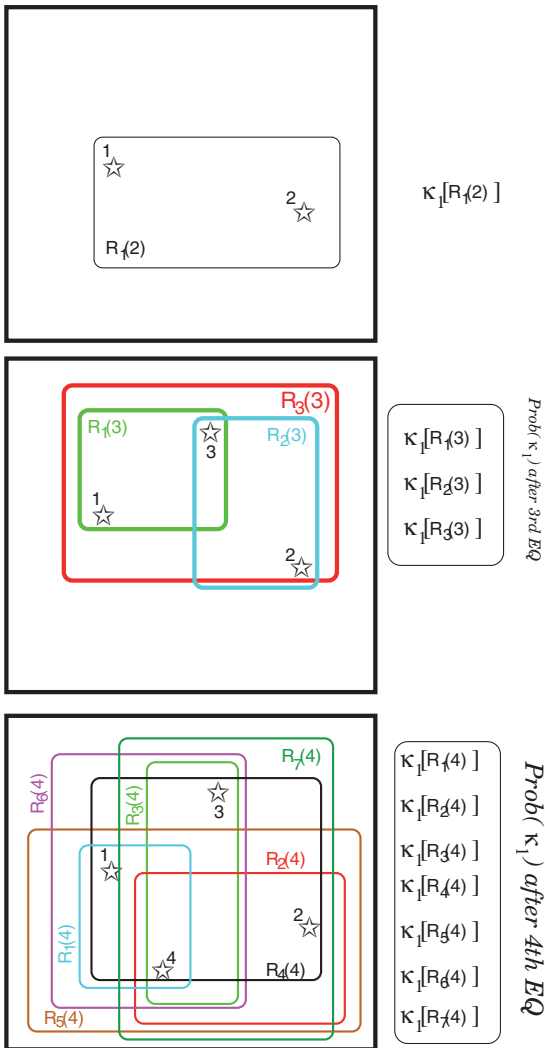 1
2
R1(2)
κ1[R1(2) ]
R3(3)
R1(3)
R2(3)
3
1
2
κ1[R1(3) ]
κ1[R2(3) ]
κ1[R3(3) ]
Prob( κ1) after 3rd EQ
R7(4)
R6(4)
R3(4)
3
1
R2(4)
2
R1(4)
4
R4(4)
R5(4)
κ1[R1(4) ]
κ1[R2(4) ]
κ1[R3(4) ]
κ1[R4(4) ]
κ1[R5(4) ]
κ1[R6(4) ]
κ1[R7(4) ]
Prob( κ1) after 4th EQ